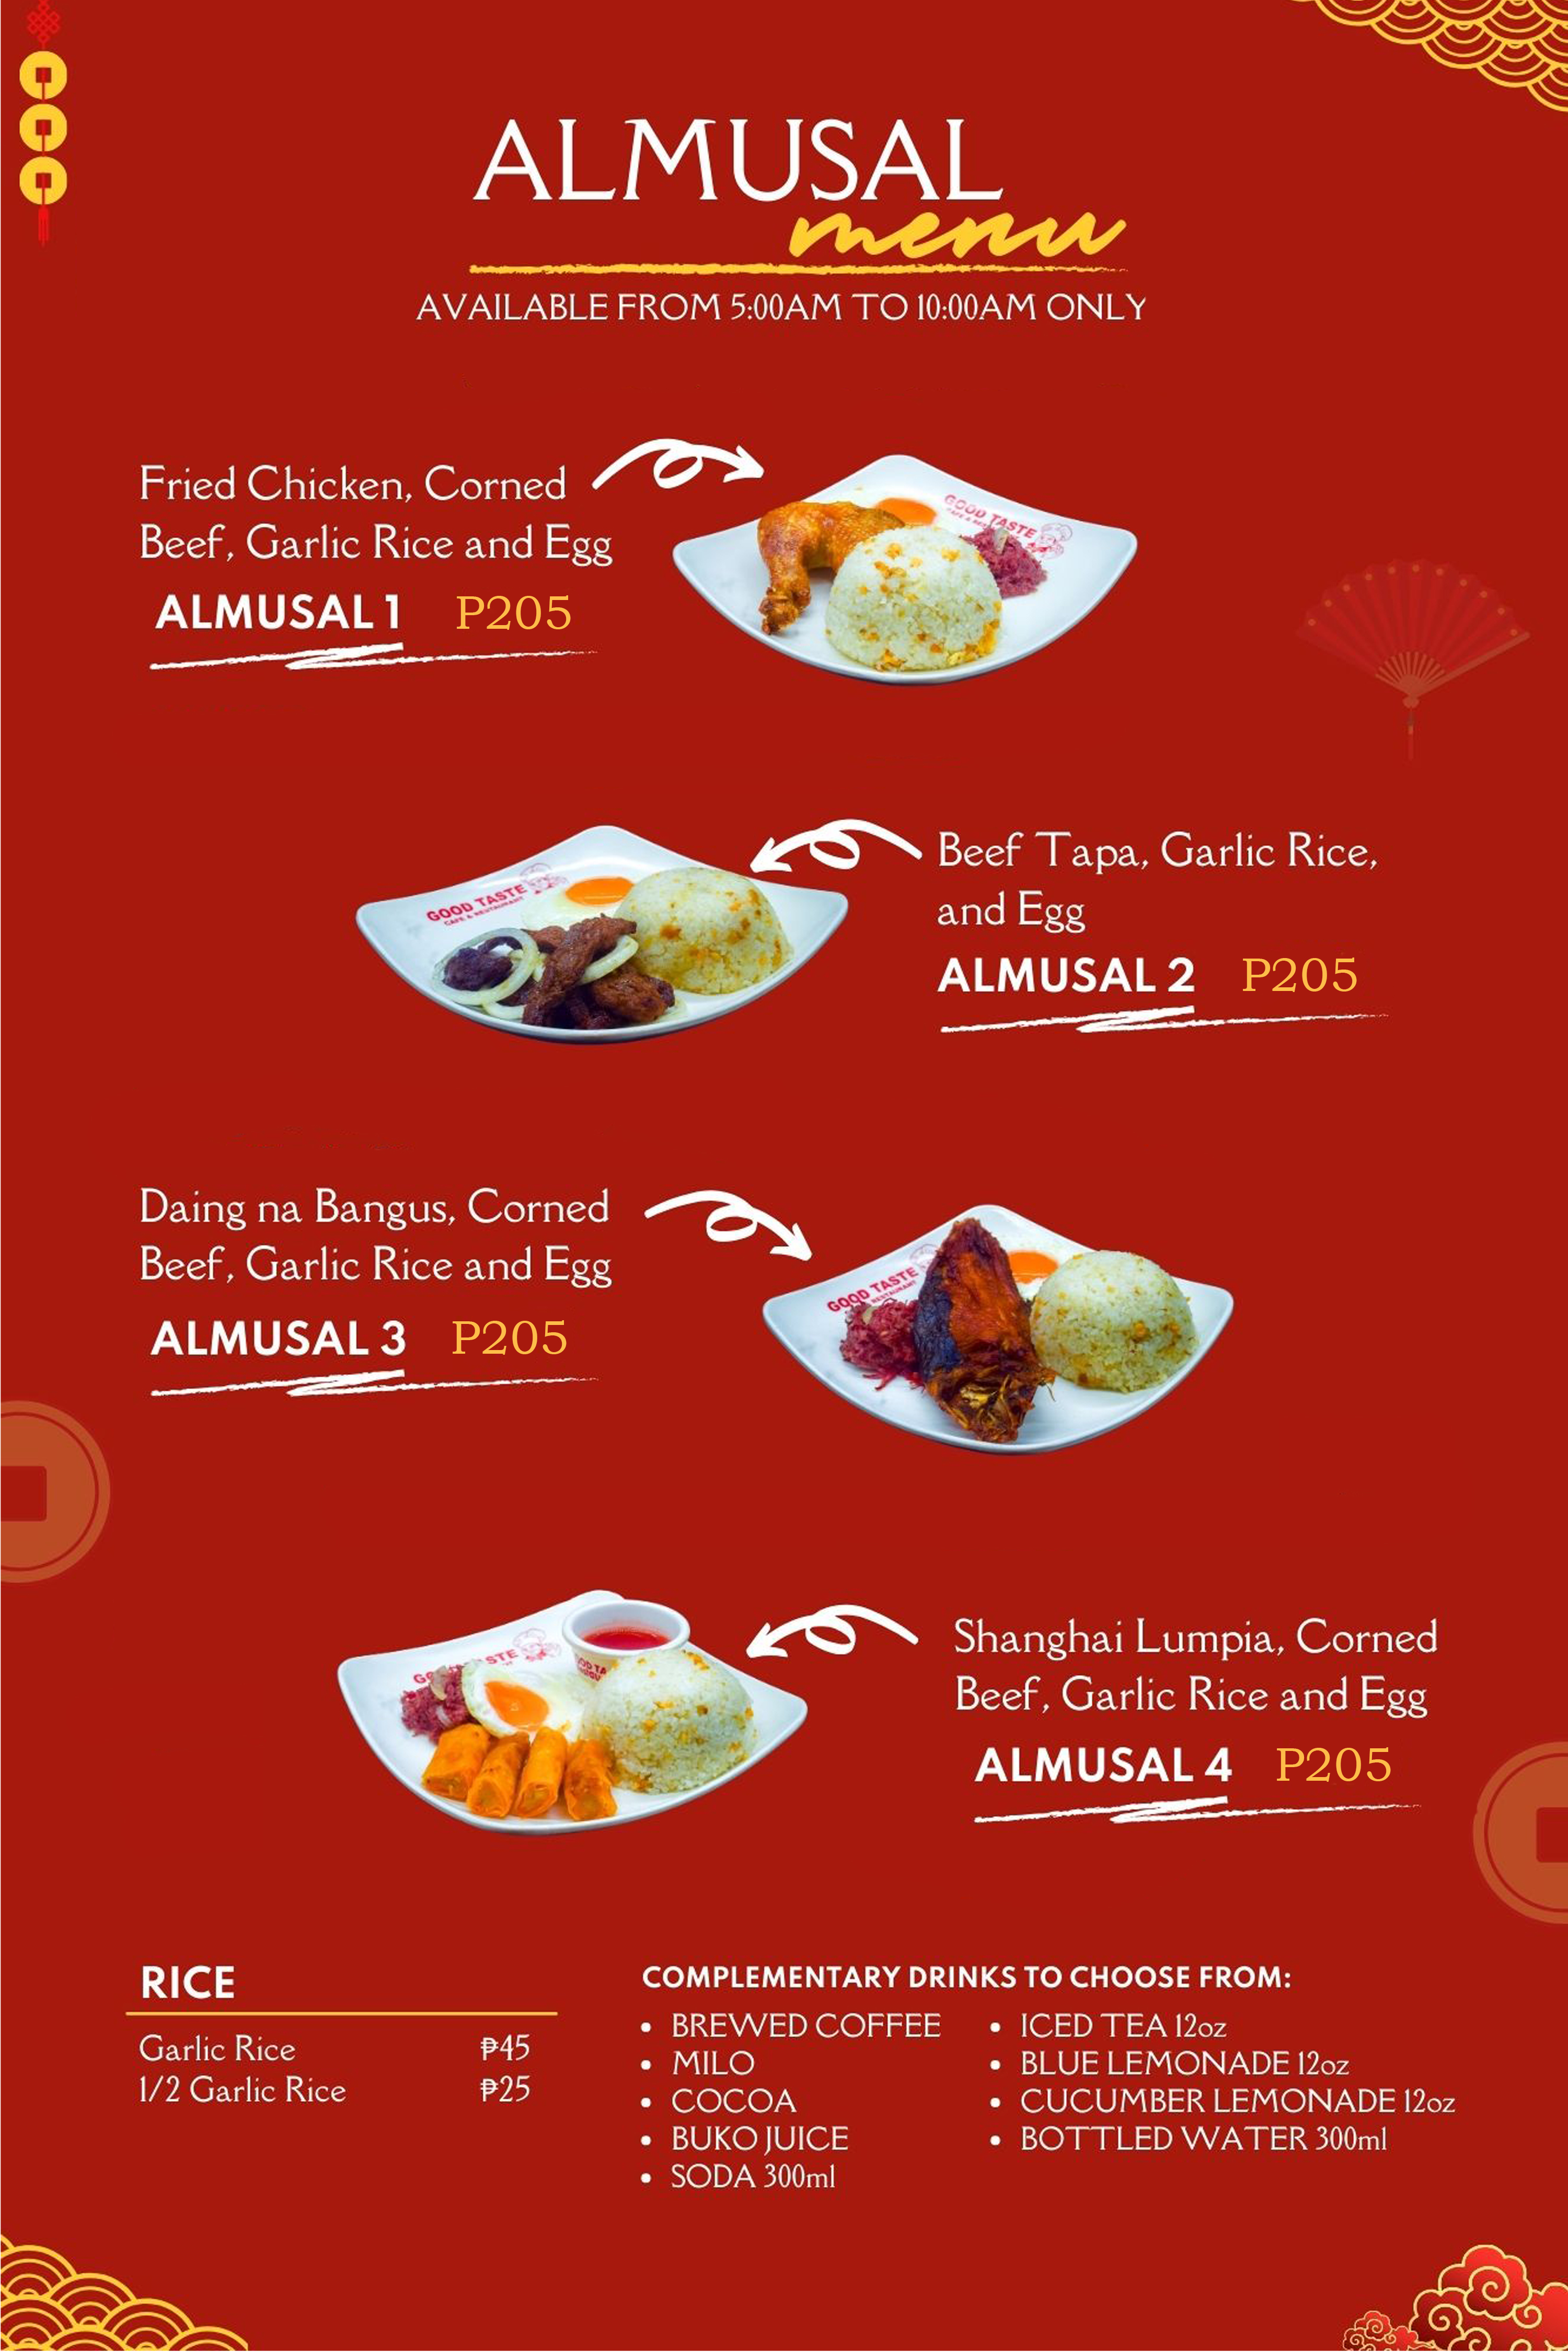 ALMUSAL
menu
AVAILABLE FROM 5:00AM TO 10:00AM ONLY
Fried Chicken, Corned
Beef, Garlic Rice and Egg
ALMUSAL 1 P205
GOOD TASTE
Beef Tapa, Garlic Rice,
and Egg
ALMUSAL 2 P205
GOOD TASTE
CAFE & RESTAURANT
Daing na Bangus, Corned
Beef, Garlic Rice and Egg
ALMUSAL 3 P205
GOOD TASTE
RESTAURANT
Shanghai Lumpia, Corned
Beef, Garlic Rice and Egg
ALMUSAL 4 P205
RICE
Garlic Rice ₱45
1/2 Garlic Rice ₱25
COMPLEMENTARY DRINKS TO CHOOSE FROM:
• BREWED COFFEE
• MILO
• COCOA
• BUKO JUICE
• SODA 300ml
• ICED TEA 12oz
• BLUE LEMONADE 12oz
• CUCUMBER LEMONADE 12oz
• BOTTLED WATER 300ml